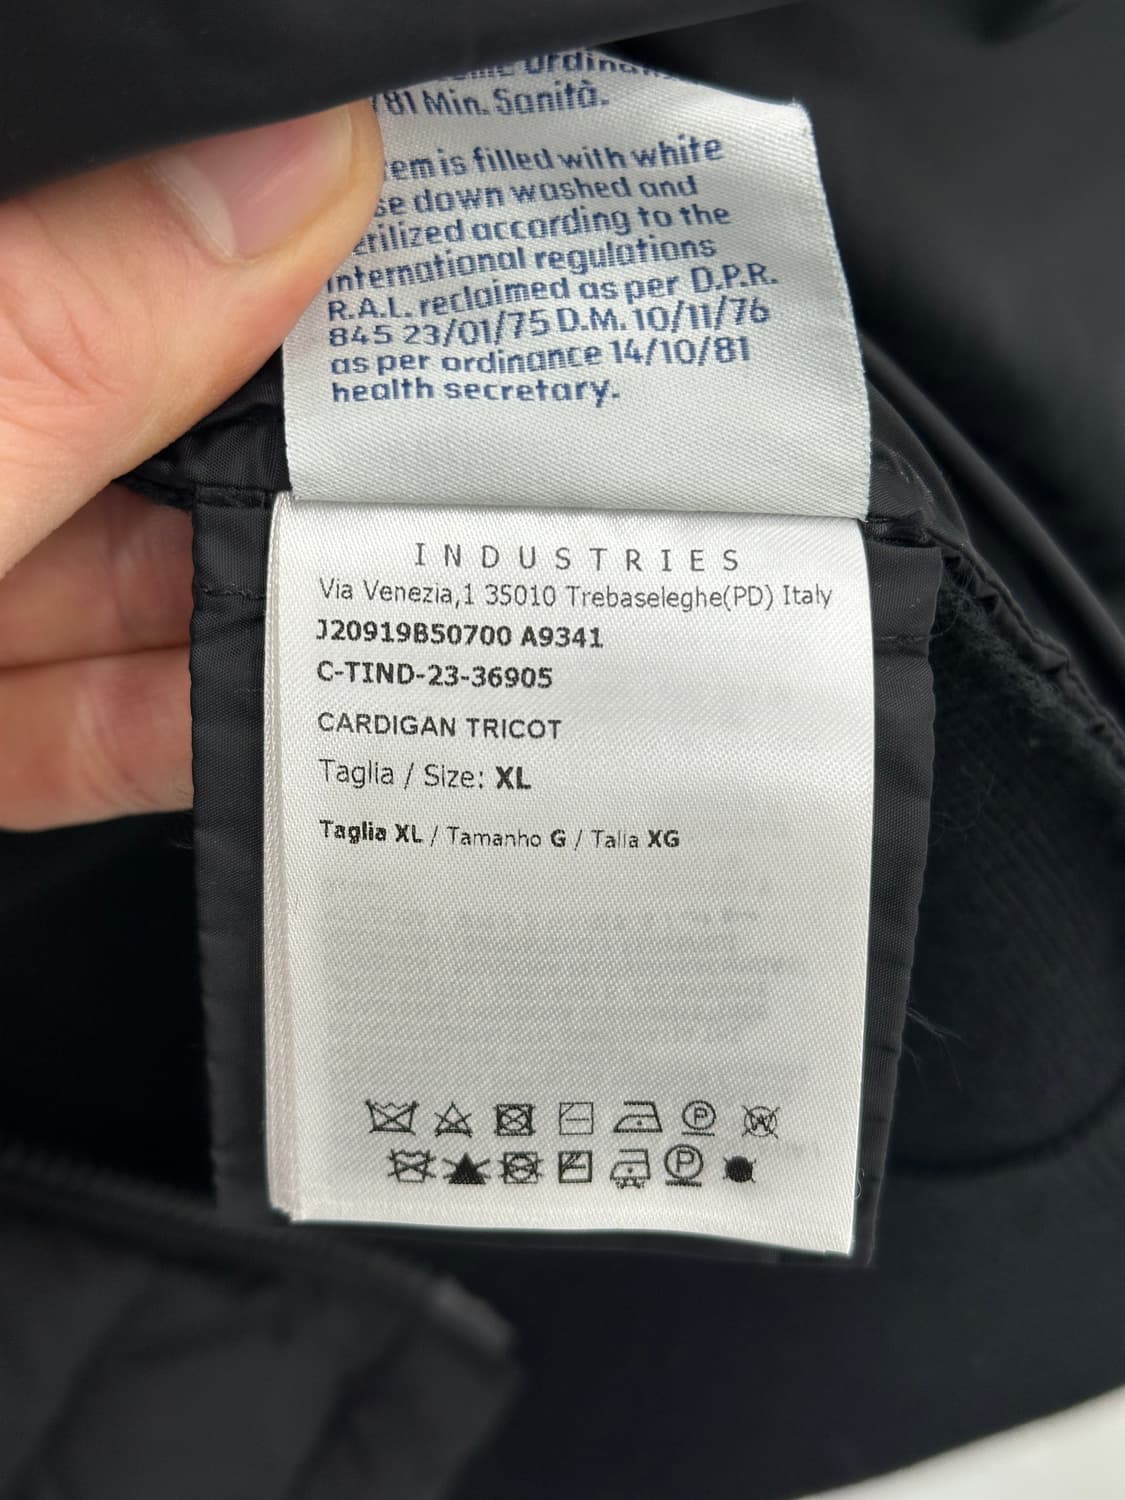 781 Min. Sanità.
em is filled with white
se down washed and
erilized according to the
International regulations
R.A.L. reclaimed as per D.P.R.
845 23/01/75 D.M. 10/11/76
as per ordinance 14/10/81
health secretary.
INDUSTRIES
Via Venezia,1 35010 Trebaseleghe(PD) Italy
J20919B50700 A9341
C-TIND-23-36905
CARDIGAN TRICOT
Taglia / Size: XL
Taglia XL / Tamanho G / Talla XG
P W
P